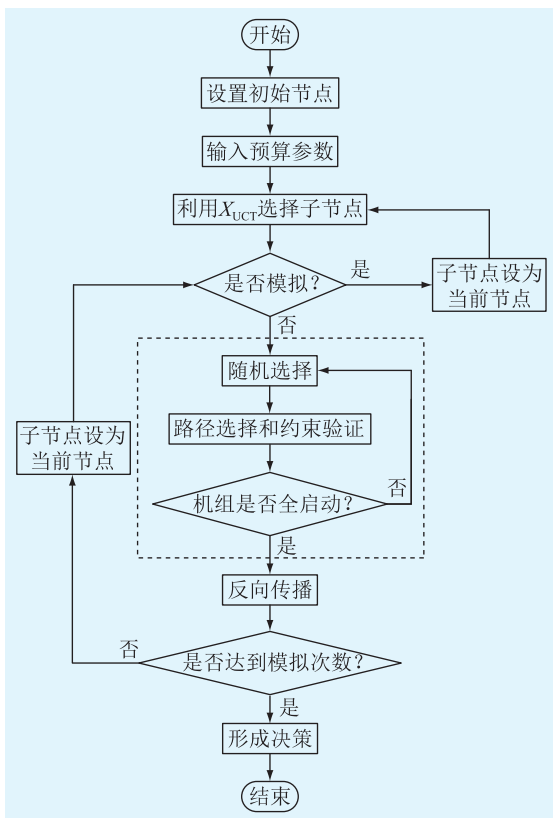 开始
设置初始节点
输入预算参数
利用XUCT选择子节点
是否模拟？
是
子节点设为
当前节点
否
随机选择
路径选择和约束验证
子节点设为
当前节点
机组是否全启动？
否
是
反向传播
否
是否达到模拟次数？
是
形成决策
结束